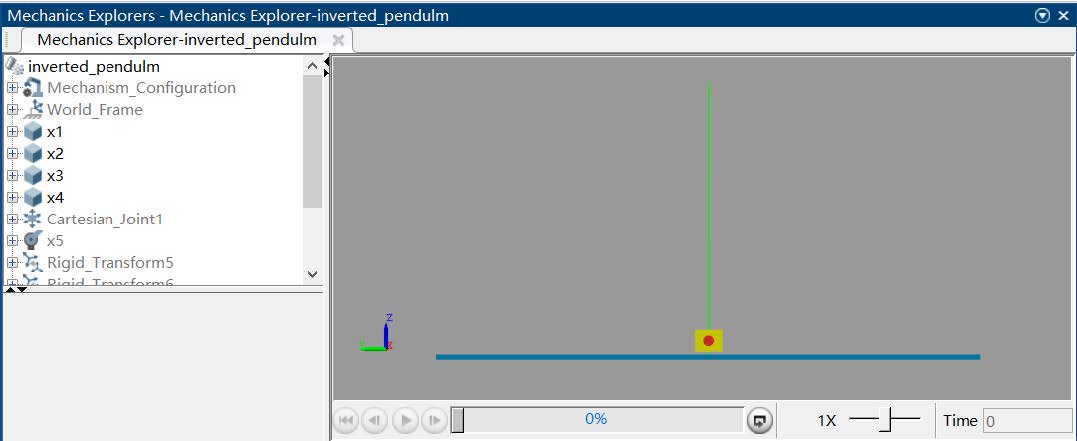 Mechanics Explorers - Mechanics Explorer-inverted_pendulm
Mechanics Explorer-inverted_pendulm
inverted_pendulm
Mechanism_Configuration
World_Frame
x1
x2
x3
x4
Cartesian_Joint1
x5
Rigid_Transform5
Rigid_Transform6
Z
0%
1X
Time 0